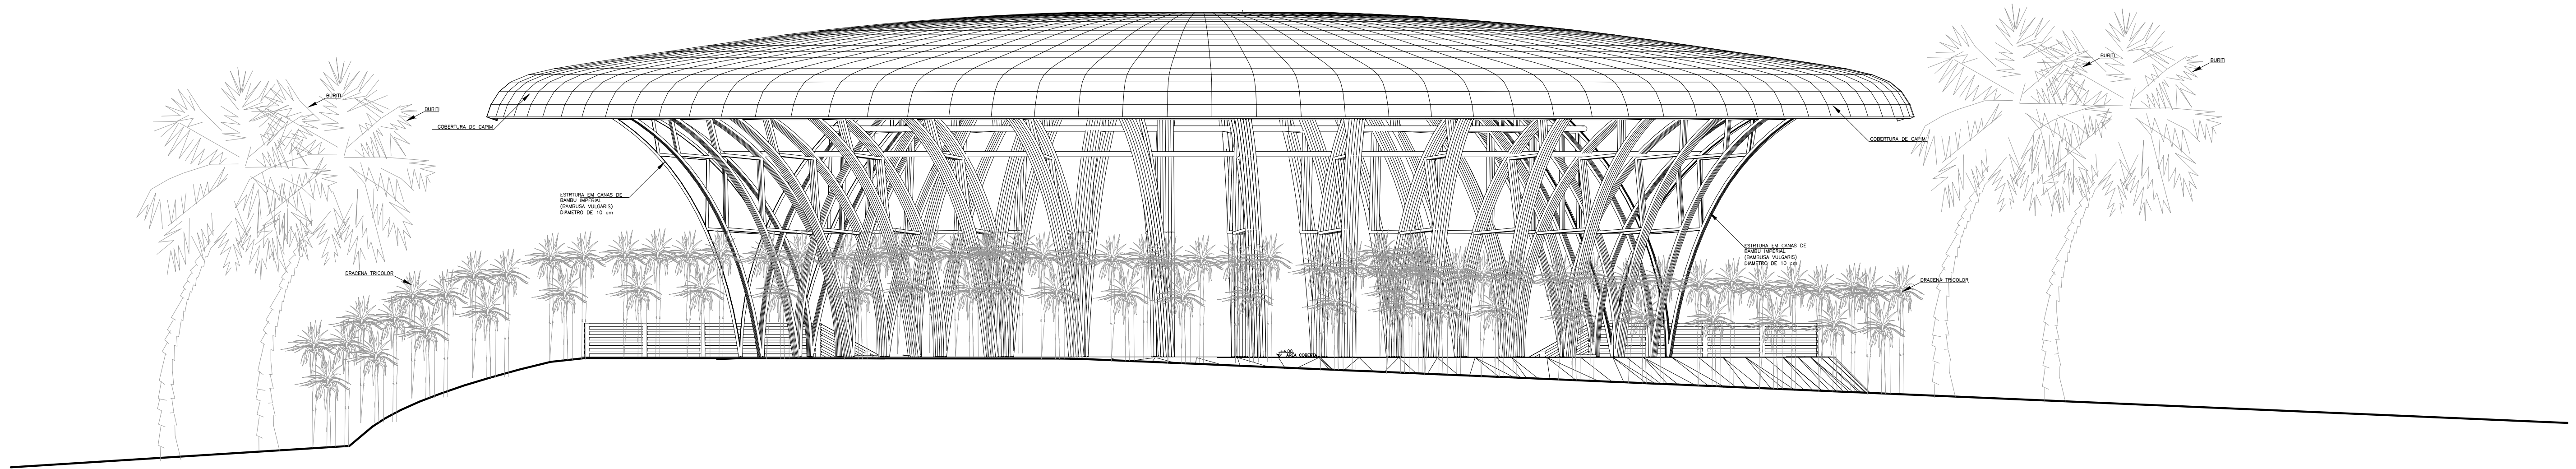 BURITI
BURITI
COBERTURA DE CAPIM
ESTRTURA EM CANAS DE
BAMBU IMPERIAL
(BAMBUSA VULGARIS)
DIÂMETRO DE 10 cm
DRACENA TRICOLOR
ÁREA COBERTA
BURITI
BURITI
COBERTURA DE CAPIM
ESTRTURA EM CANAS DE
BAMBU IMPERIAL
(BAMBUSA VULGARIS)
DIÂMETRO DE 10 cm
DRACENA TRICOLOR